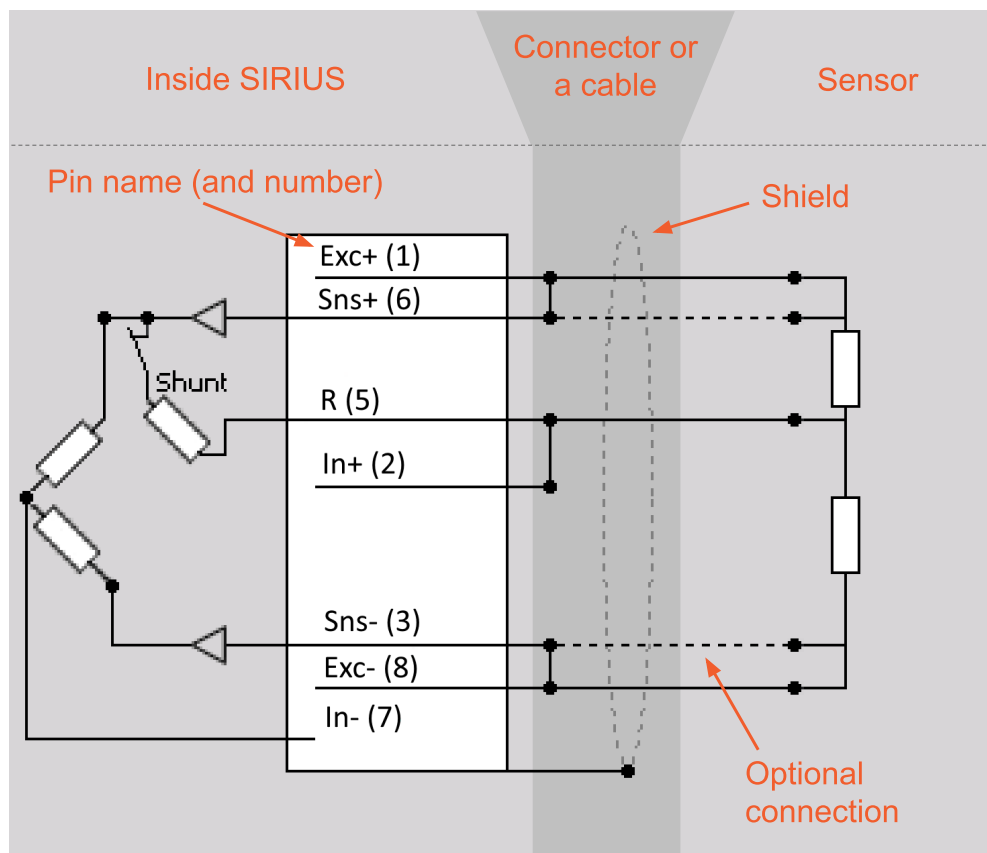 Inside SIRIUS
Connector or
a cable
Sensor
Pin name (and number)
Shield
Exc+ (1)
Sns+ (6)
Shunt
R (5)
In+ (2)
Sns- (3)
Exc- (8)
In- (7)
Optional
connection